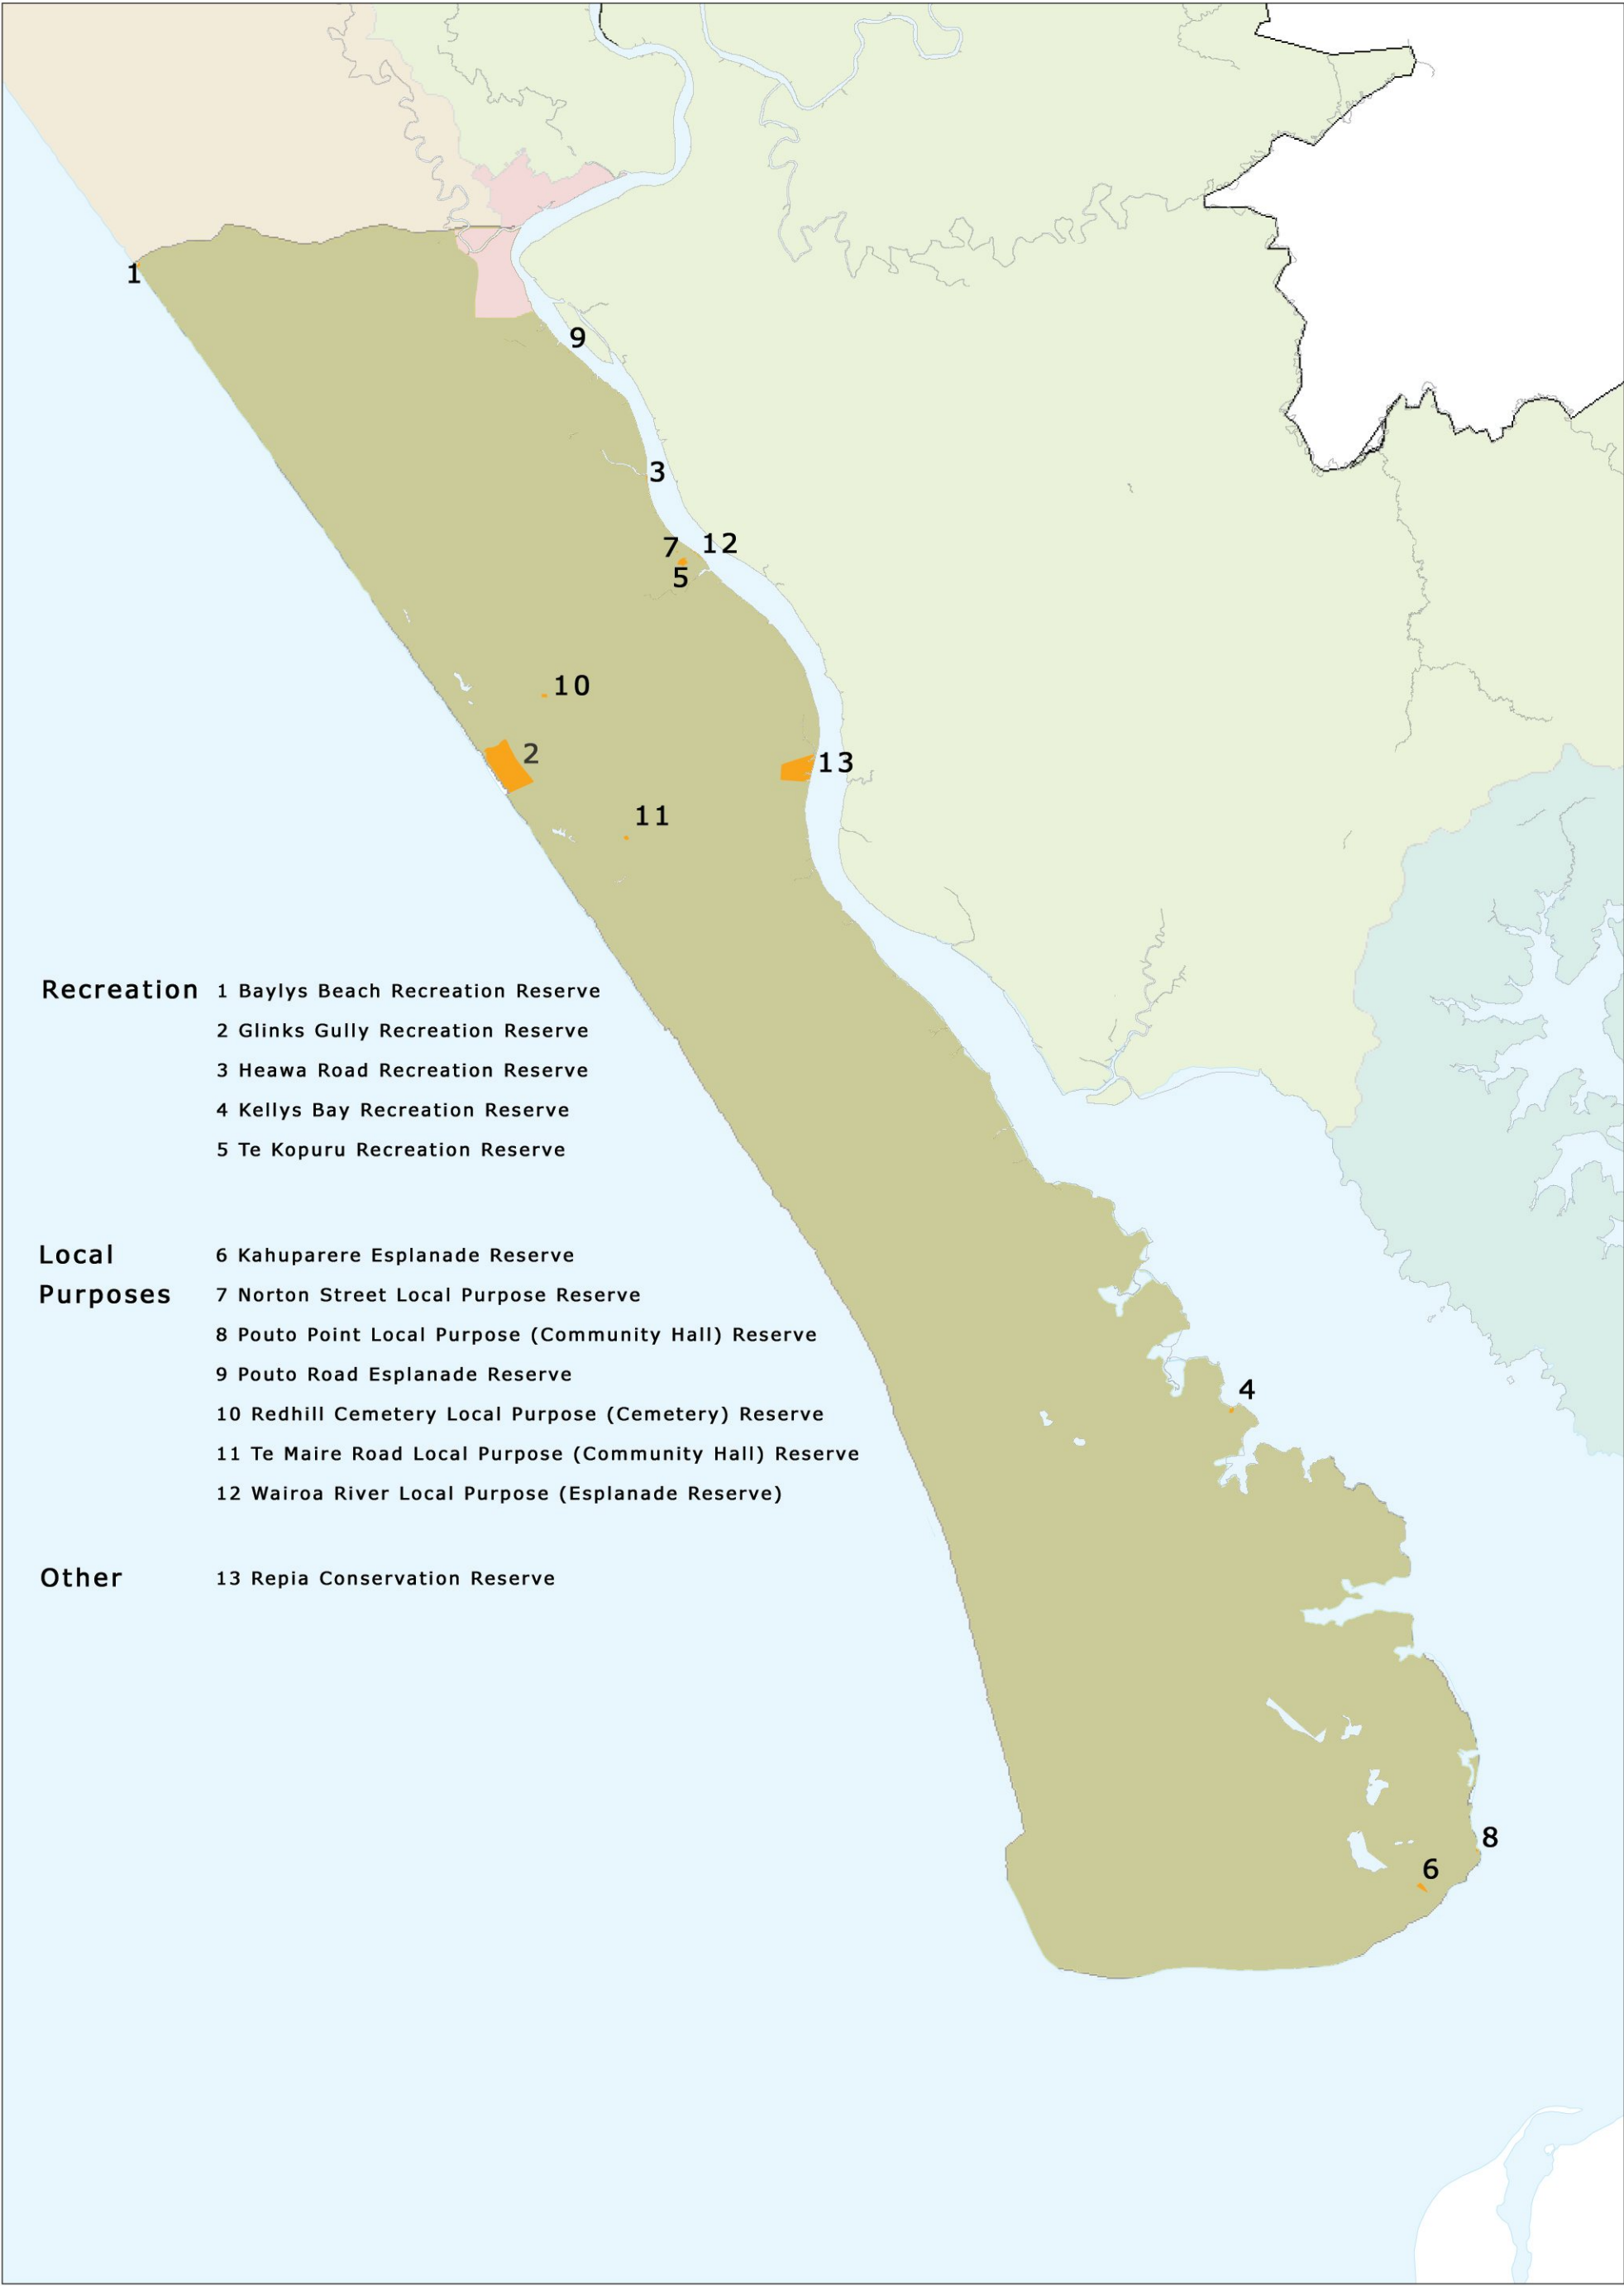 1
9
3
7 12
5
10
2
13
11
Recreation 1 Baylys Beach Recreation Reserve
2 Glinks Gully Recreation Reserve
3 Heawa Road Recreation Reserve
4 Kellys Bay Recreation Reserve
5 Te Kopuru Recreation Reserve
Local 6 Kahuparere Esplanade Reserve
Purposes 7 Norton Street Local Purpose Reserve
8 Pouto Point Local Purpose (Community Hall) Reserve
9 Pouto Road Esplanade Reserve
10 Redhill Cemetery Local Purpose (Cemetery) Reserve
11 Te Maire Road Local Purpose (Community Hall) Reserve
12 Wairoa River Local Purpose (Esplanade Reserve)
Other 13 Repia Conservation Reserve
4
8
6